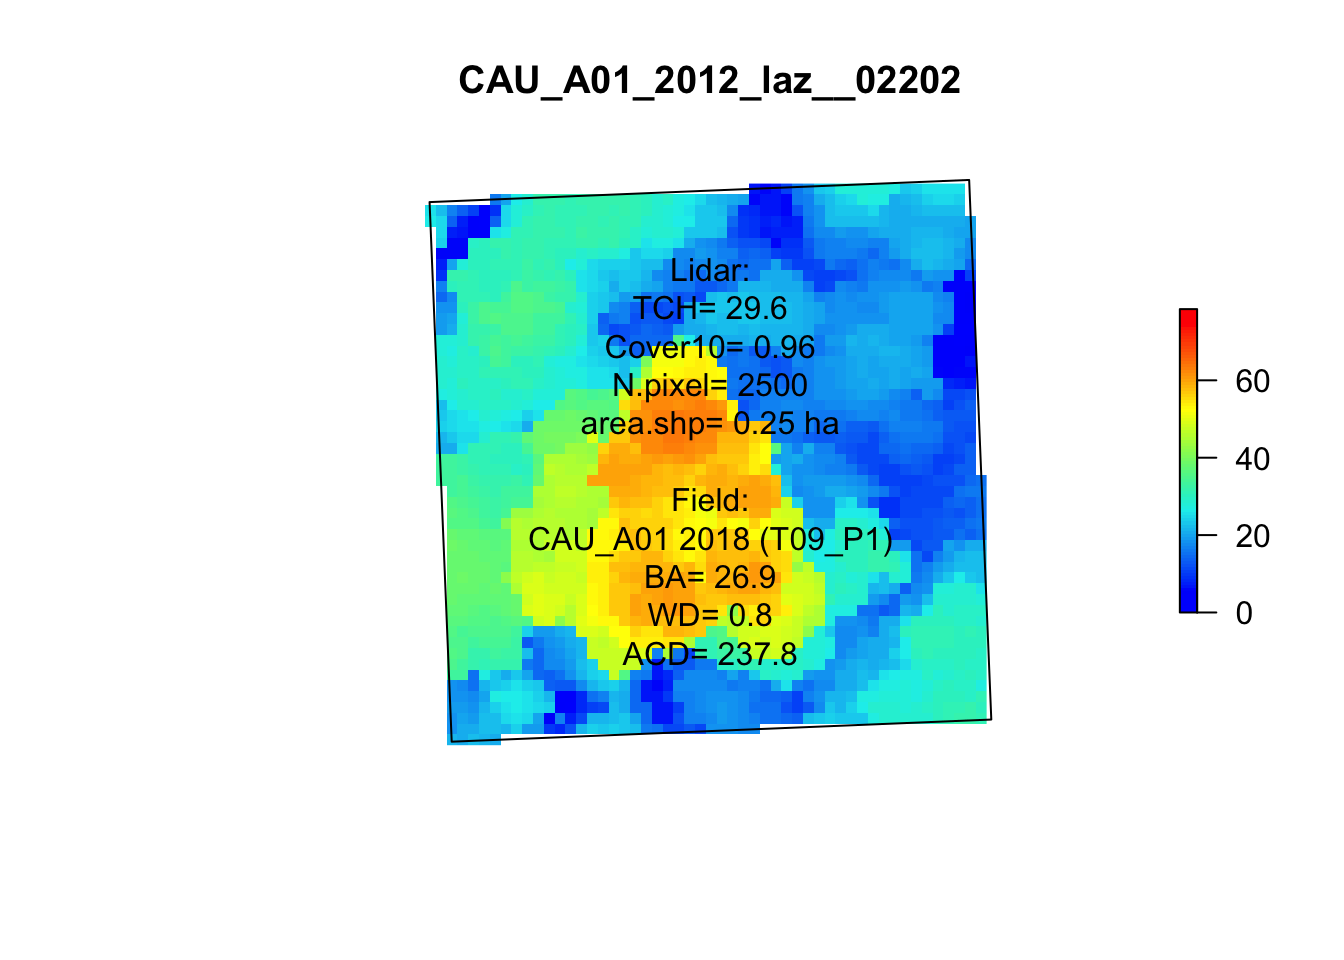 CAU_A01_2012_laz__02202
Lidar:
TCH= 29.6
Cover10= 0.96
N.pixel= 2500
area.shp= 0.25 ha
Field:
CAU_A01 2018 (T09_P1)
BA= 26.9
WD= 0.8
ACD= 237.8
60
40
20
0